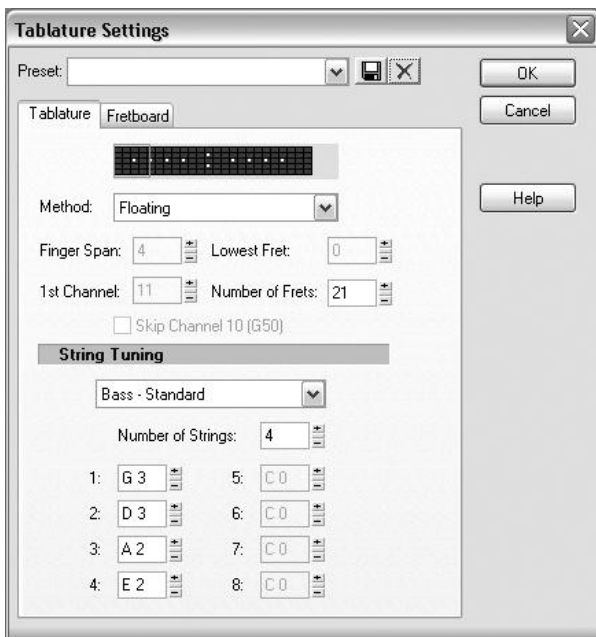 Tablature Settings
Preset:
OK
Cancel
Help
Tablature Fretboard
Method: Floating
Finger Span: 4 Lowest Fret: 0
1st Channel: 11 Number of Frets: 21
Skip Channel 10 (G50)
String Tuning
Bass - Standard
Number of Strings: 4
1: G 3 5: C 0
2: D 3 6: C 0
3: A 2 7: C 0
4: E 2 8: C 0